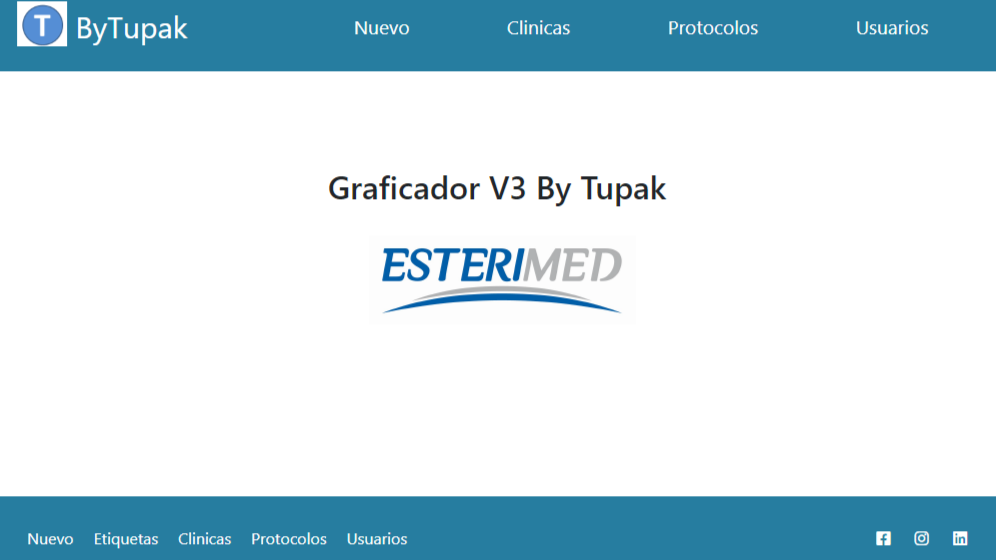 T ByTupak Nuevo Clinicas Protocolos Usuarios
Graficador V3 By Tupak
ESTERIMED
Nuevo Etiquetas Clinicas Protocolos Usuarios